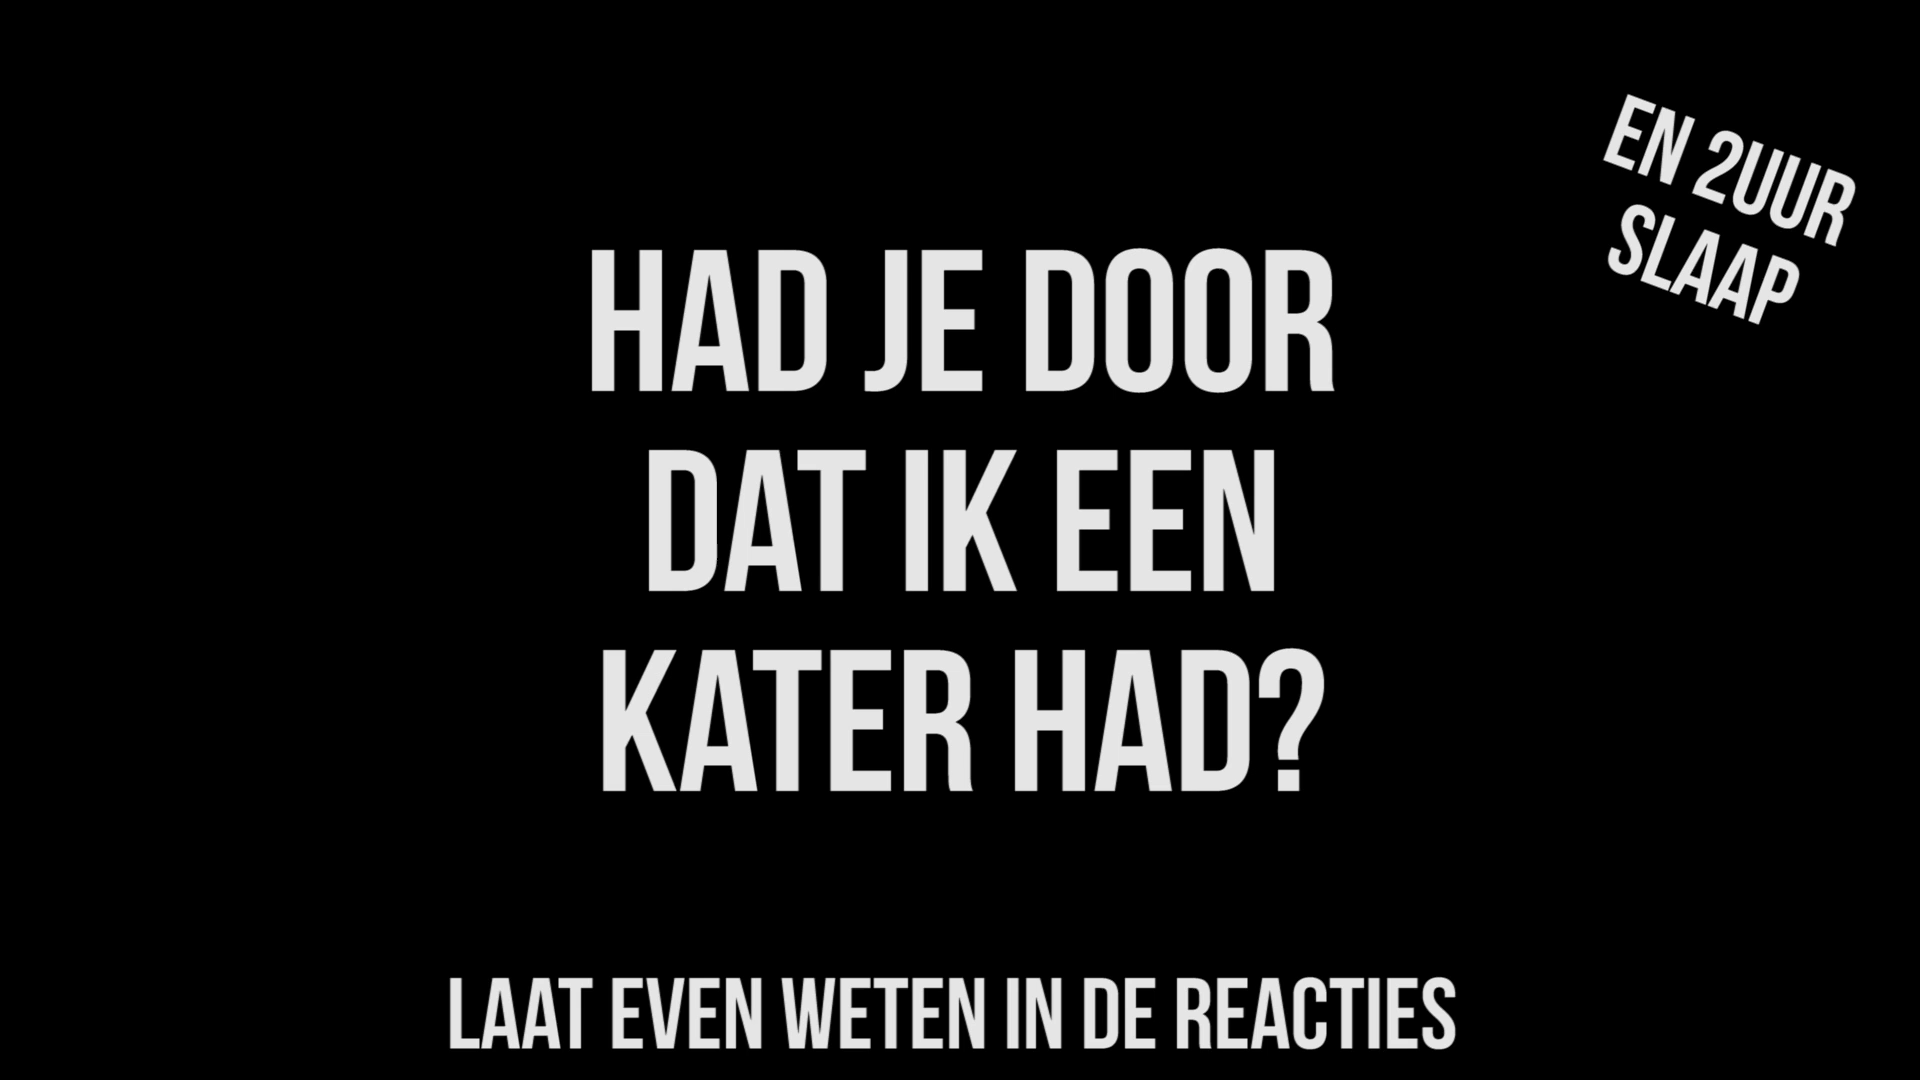 EN 2UUR
SLAAP
HAD JE DOOR
DAT IK EEN
KATER HAD?
LAAT EVEN WETEN IN DE REACTIES